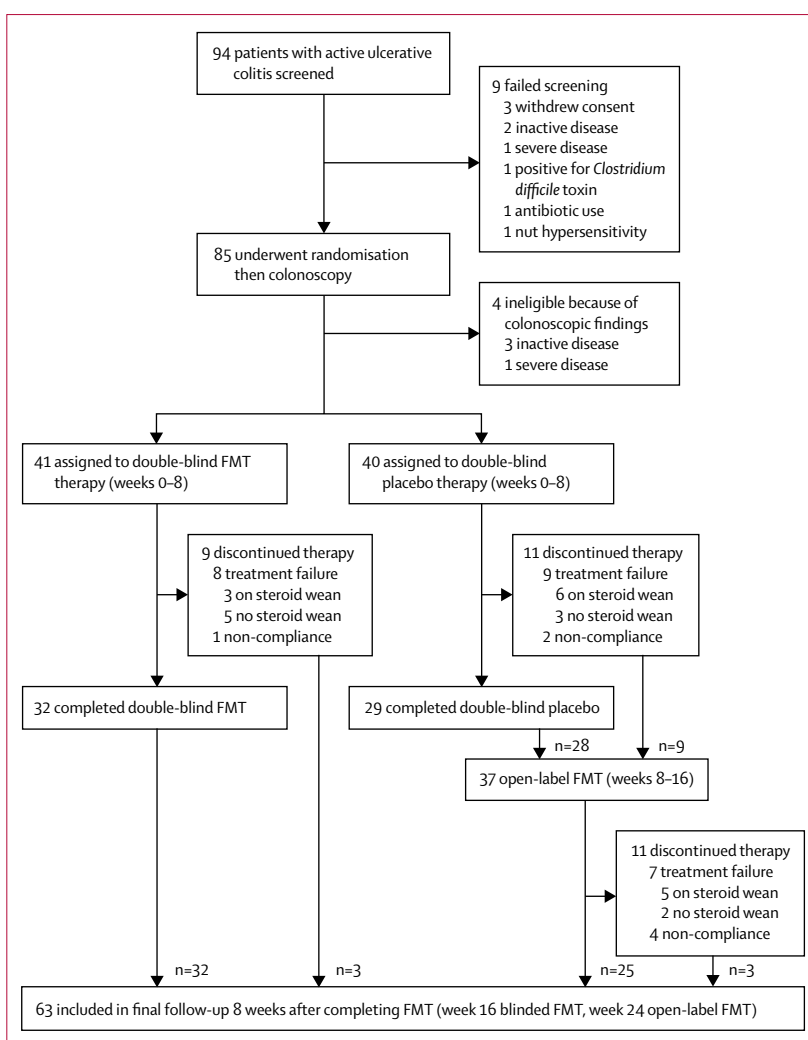 94 patients with active ulcerative
colitis screened
9 failed screening
3 withdrew consent
2 inactive disease
1 severe disease
1 positive for Clostridium
difficile toxin
1 antibiotic use
1 nut hypersensitivity
85 underwent randomisation
then colonoscopy
4 ineligible because of
colonoscopic findings
3 inactive disease
1 severe disease
41 assigned to double-blind FMT
therapy (weeks 0–8)
40 assigned to double-blind
placebo therapy (weeks 0–8)
9 discontinued therapy
8 treatment failure
3 on steroid wean
5 no steroid wean
1 non-compliance
11 discontinued therapy
9 treatment failure
6 on steroid wean
3 no steroid wean
2 non-compliance
32 completed double-blind FMT
29 completed double-blind placebo
n=28
n=9
37 open-label FMT (weeks 8–16)
11 discontinued therapy
7 treatment failure
5 on steroid wean
2 no steroid wean
4 non-compliance
n=32
n=3
n=25
n=3
63 included in final follow-up 8 weeks after completing FMT (week 16 blinded FMT, week 24 open-label FMT)